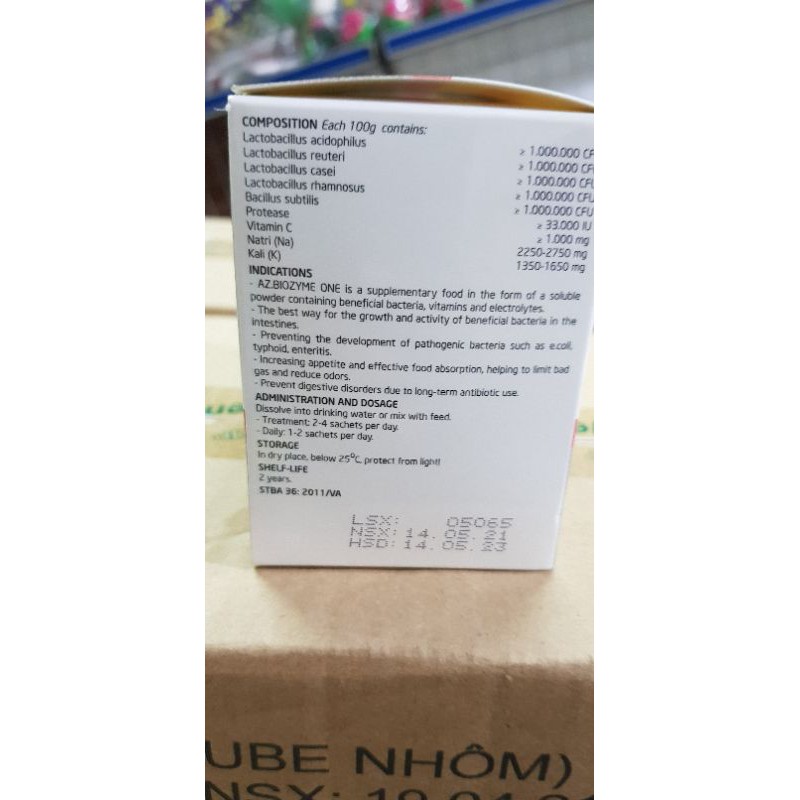 COMPOSITION Each 100g contains:
Lactobacillus acidophilus ≥ 1.000.000 CF
Lactobacillus reuteri ≥ 1.000.000 CFU
Lactobacillus casei ≥ 1.000.000 CFU
Lactobacillus rhamnosus ≥ 1.000.000 CFU
Bacillus subtilis ≥ 1.000.000 CFU
Protease ≥ 33.000 IU
Vitamin C ≥ 1.000 mg
Natri (Na) 2250-2750 mg
Kali (K) 1350-1650 mg
INDICATIONS
- AZ.BIOZYME ONE is a supplementary food in the form of a soluble
powder containing beneficial bacteria, vitamins and electrolytes.
- The best way for the growth and activity of beneficial bacteria in the
intestines.
- Preventing the development of pathogenic bacteria such as e.coli,
typhoid, enteritis.
- Increasing appetite and effective food absorption, helping to limit bad
gas and reduce odors.
- Prevent digestive disorders due to long-term antibiotic use.
ADMINISTRATION AND DOSAGE
Dissolve into drinking water or mix with feed.
- Treatment: 2-4 sachets per day.
- Daily: 1-2 sachets per day.
STORAGE
In dry place, below 25⁰C, protect from light!
SHELF-LIFE
2 years.
STBA 36: 2011/VA
LSX: 05065
NSX: 14. 05. 21
HSD: 14. 05. 23
UBE NHÔM)
NSX: 19.04.2